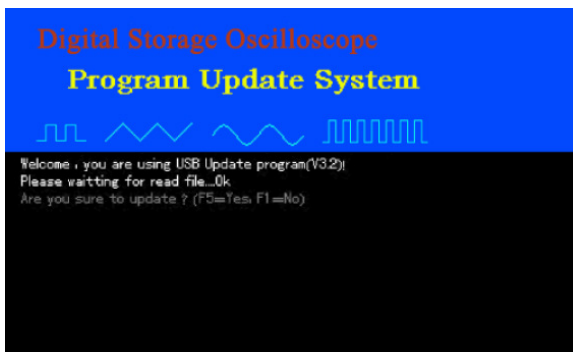 Digital Storage Oscilloscope
Program Update System
Welcome , you are using USB Update program(V3.2)!
Please waitting for read file...Ok
Are you sure to update ? (F5=Yes, F1=No)